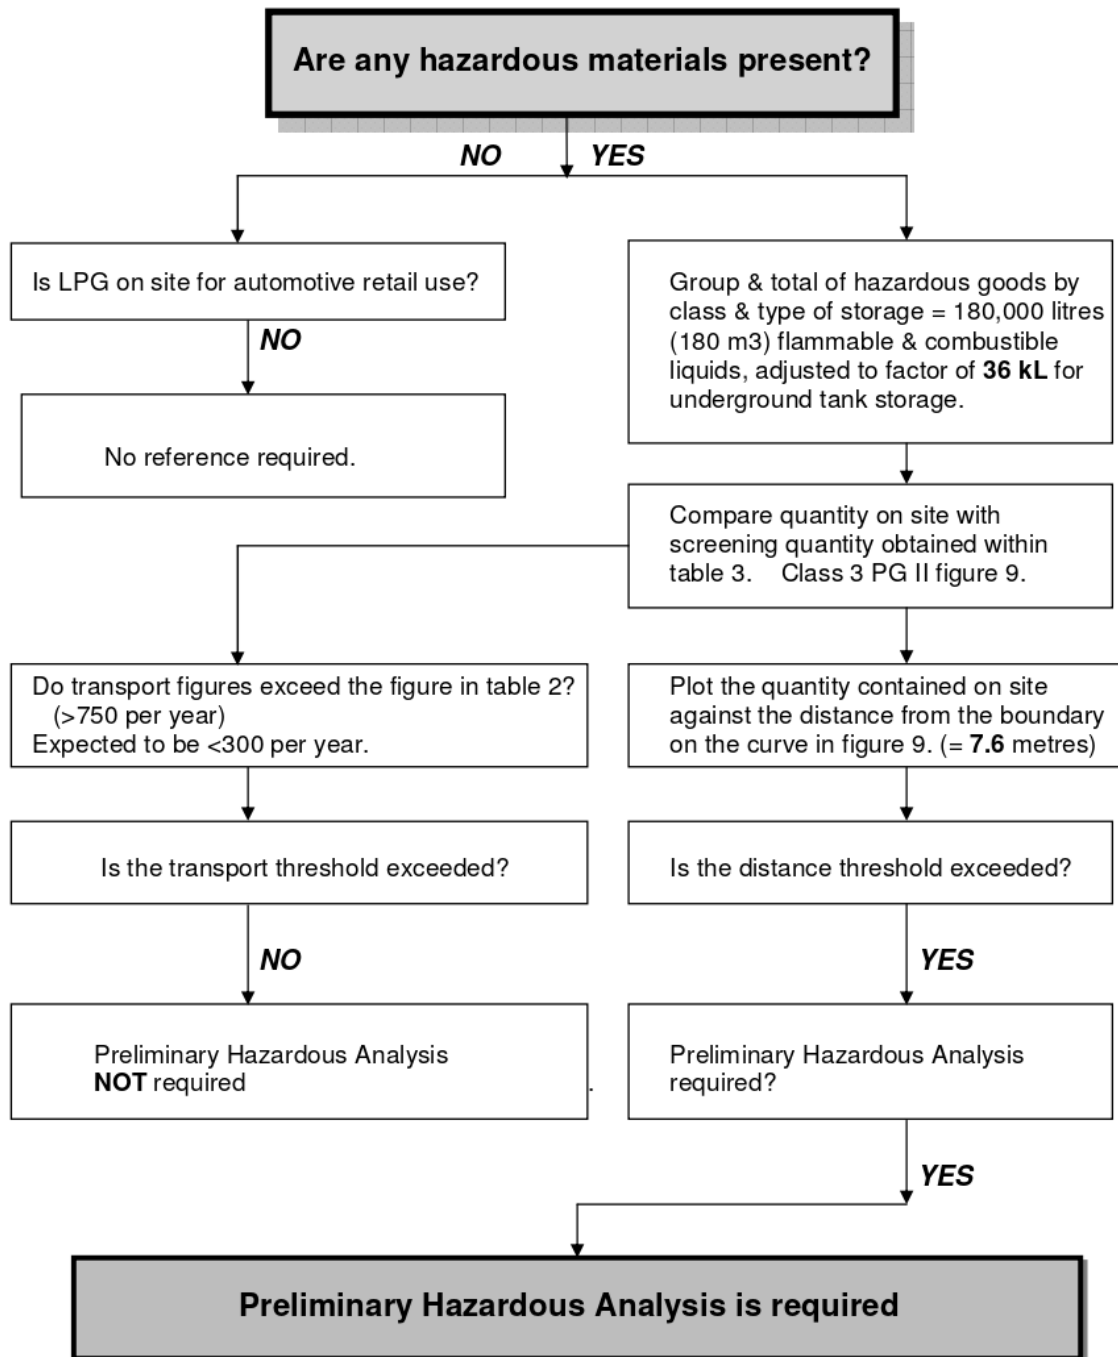 Are any hazardous materials present?
NO
YES
Is LPG on site for automotive retail use?
NO
No reference required.
Group & total of hazardous goods by
class & type of storage = 180,000 litres
(180 m3) flammable & combustible
liquids, adjusted to factor of 36 kL for
underground tank storage.
Compare quantity on site with
screening quantity obtained within
table 3. Class 3 PG II figure 9.
Do transport figures exceed the figure in table 2?
(>750 per year)
Expected to be <300 per year.
Plot the quantity contained on site
against the distance from the boundary
on the curve in figure 9. (= 7.6 metres)
Is the transport threshold exceeded?
Is the distance threshold exceeded?
NO
YES
Preliminary Hazardous Analysis
NOT required
.
Preliminary Hazardous Analysis
required?
YES
Preliminary Hazardous Analysis is required